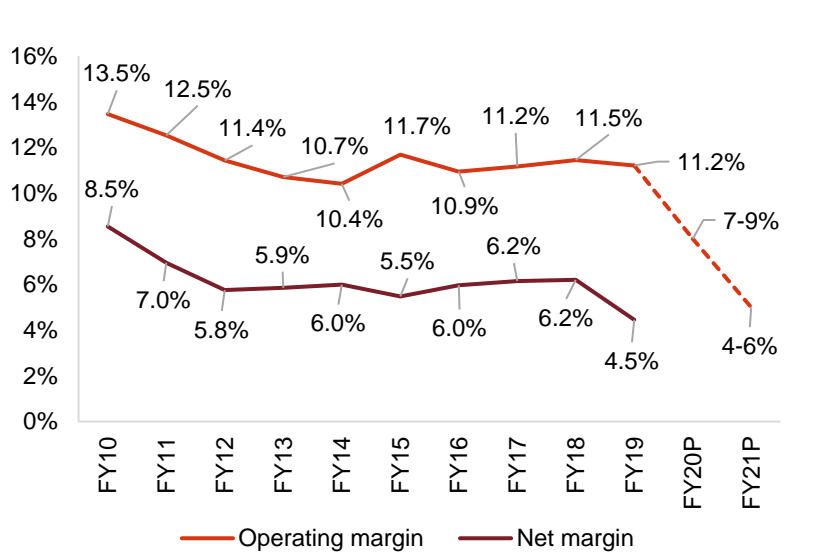 16%
14%
12%
10%
8%
6%
4%
2%
0%
13.5%
12.5%
11.4%
10.7%
10.4%
11.7%
10.9%
11.2%
11.5%
11.2%
7-9%
4-6%
8.5%
7.0%
5.8%
5.9%
6.0%
5.5%
6.0%
6.2%
6.2%
4.5%
FY10
FY11
FY12
FY13
FY14
FY15
FY16
FY17
FY18
FY19
FY20P
FY21P
Operating margin
Net margin